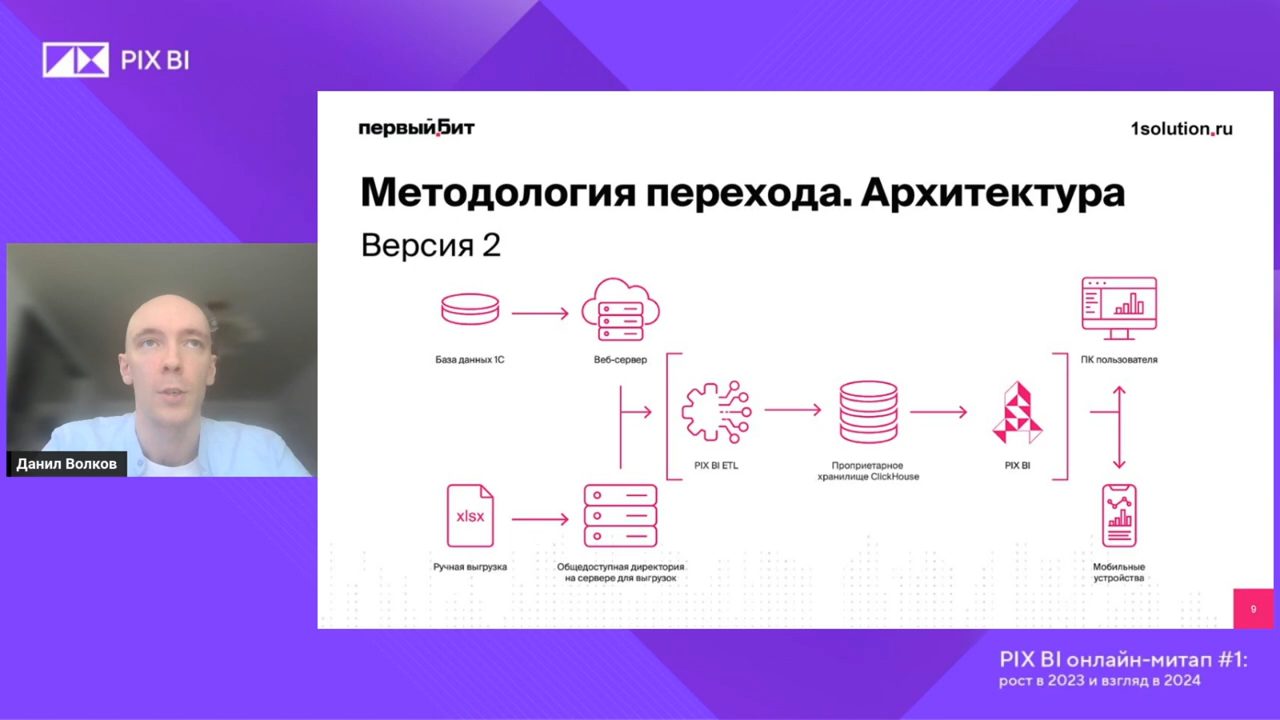 PIX BI
первый.Бит
1solution.ru
Методология перехода. Архитектура
Версия 2
База данных 1С
Веб-сервер
ПК пользователя
PIX BI ETL
Проприетарное
хранилище ClickHouse
PIX BI
xlsx
Ручная выгрузка
Общедоступная директория
на сервере для выгрузок
Мобильные
устройства
9
Данил Волков
PIX BI онлайн-митап #1:
рост в 2023 и взгляд в 2024